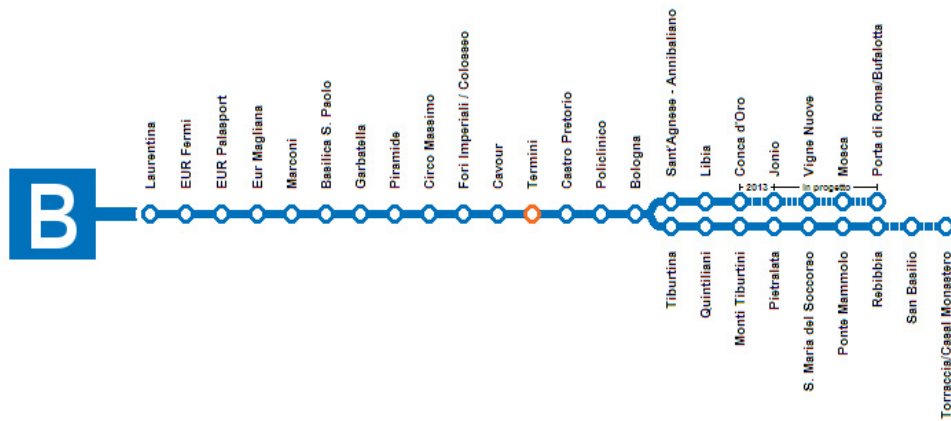 B
Laurentina
EUR Fermi
EUR Palasport
Eur Magliana
Marconi
Basilica S. Paolo
Garbatella
Piramide
Circo Massimo
Fori Imperiali / Colosseo
Cavour
Termini
Castro Pretorio
Policlinico
Bologna
Sant'Agnese - Annibaliano
Libia
Conca d'Oro
Jonio
Vigne Nuove
Mosca
Porta di Roma/Bufalotta
2013
In progetto
Tiburtina
Quintiliani
Monti Tiburtini
Pietralata
S. Maria del Soccorso
Ponte Mammolo
Rebibbia
San Basilio
Torraccia/Casal Monastero